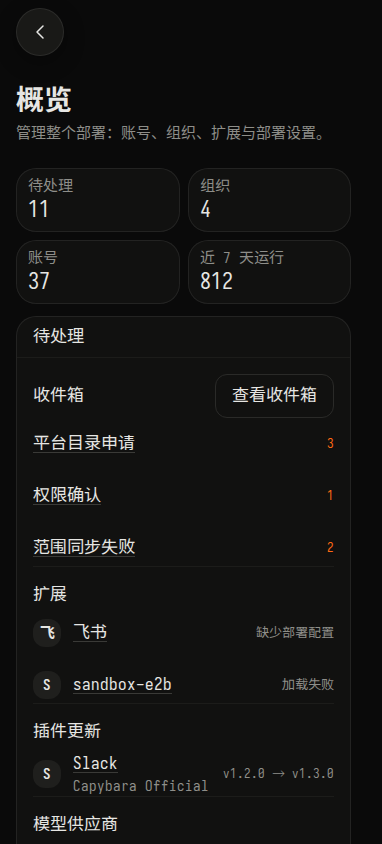 概览
管理整个部署：账号、组织、扩展与部署设置。
待处理
11
组织
4
账号
37
近 7 天运行
812
待处理
收件箱
查看收件箱
平台目录申请
3
权限确认
1
范围同步失败
2
扩展
飞
飞书
缺少部署配置
S
sandbox-e2b
加载失败
插件更新
S
Slack
Capybara Official
v1.2.0 → v1.3.0
模型供应商